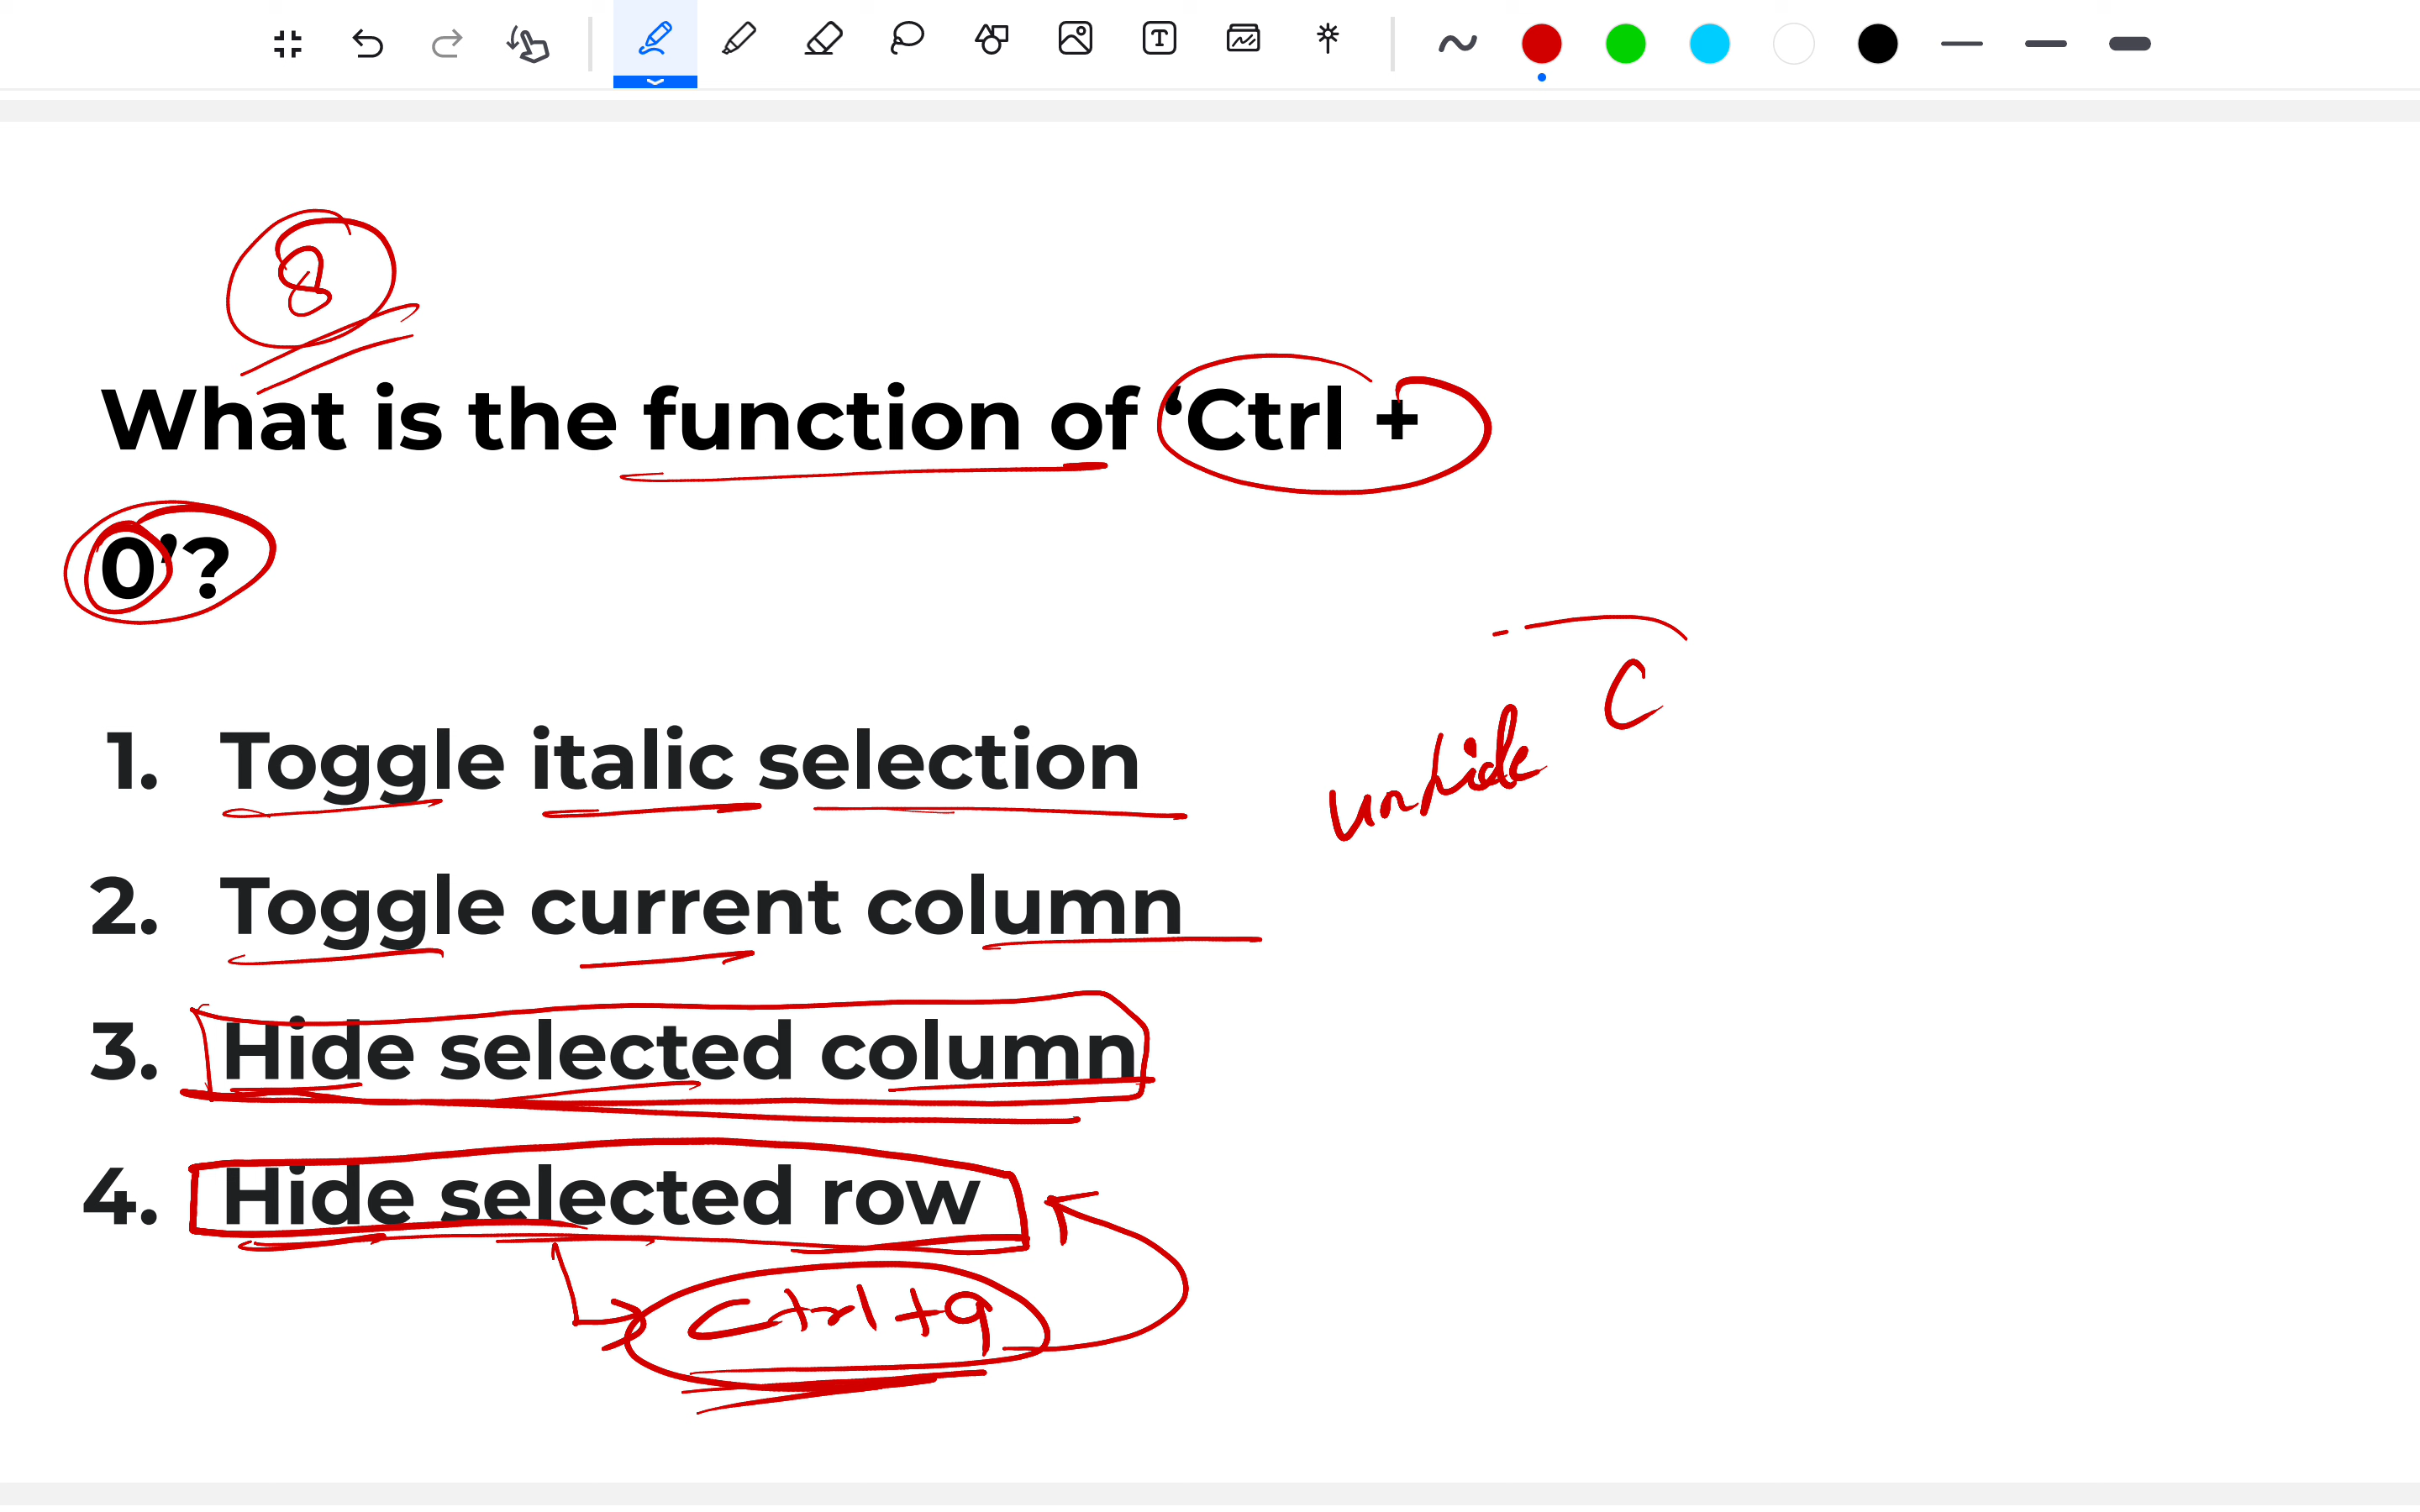 8
What is the function of ‘Ctrl +
0’?
C
unhide
1. Toggle italic selection
2. Toggle current column
3. Hide selected column
4. Hide selected row
Ctrl+9